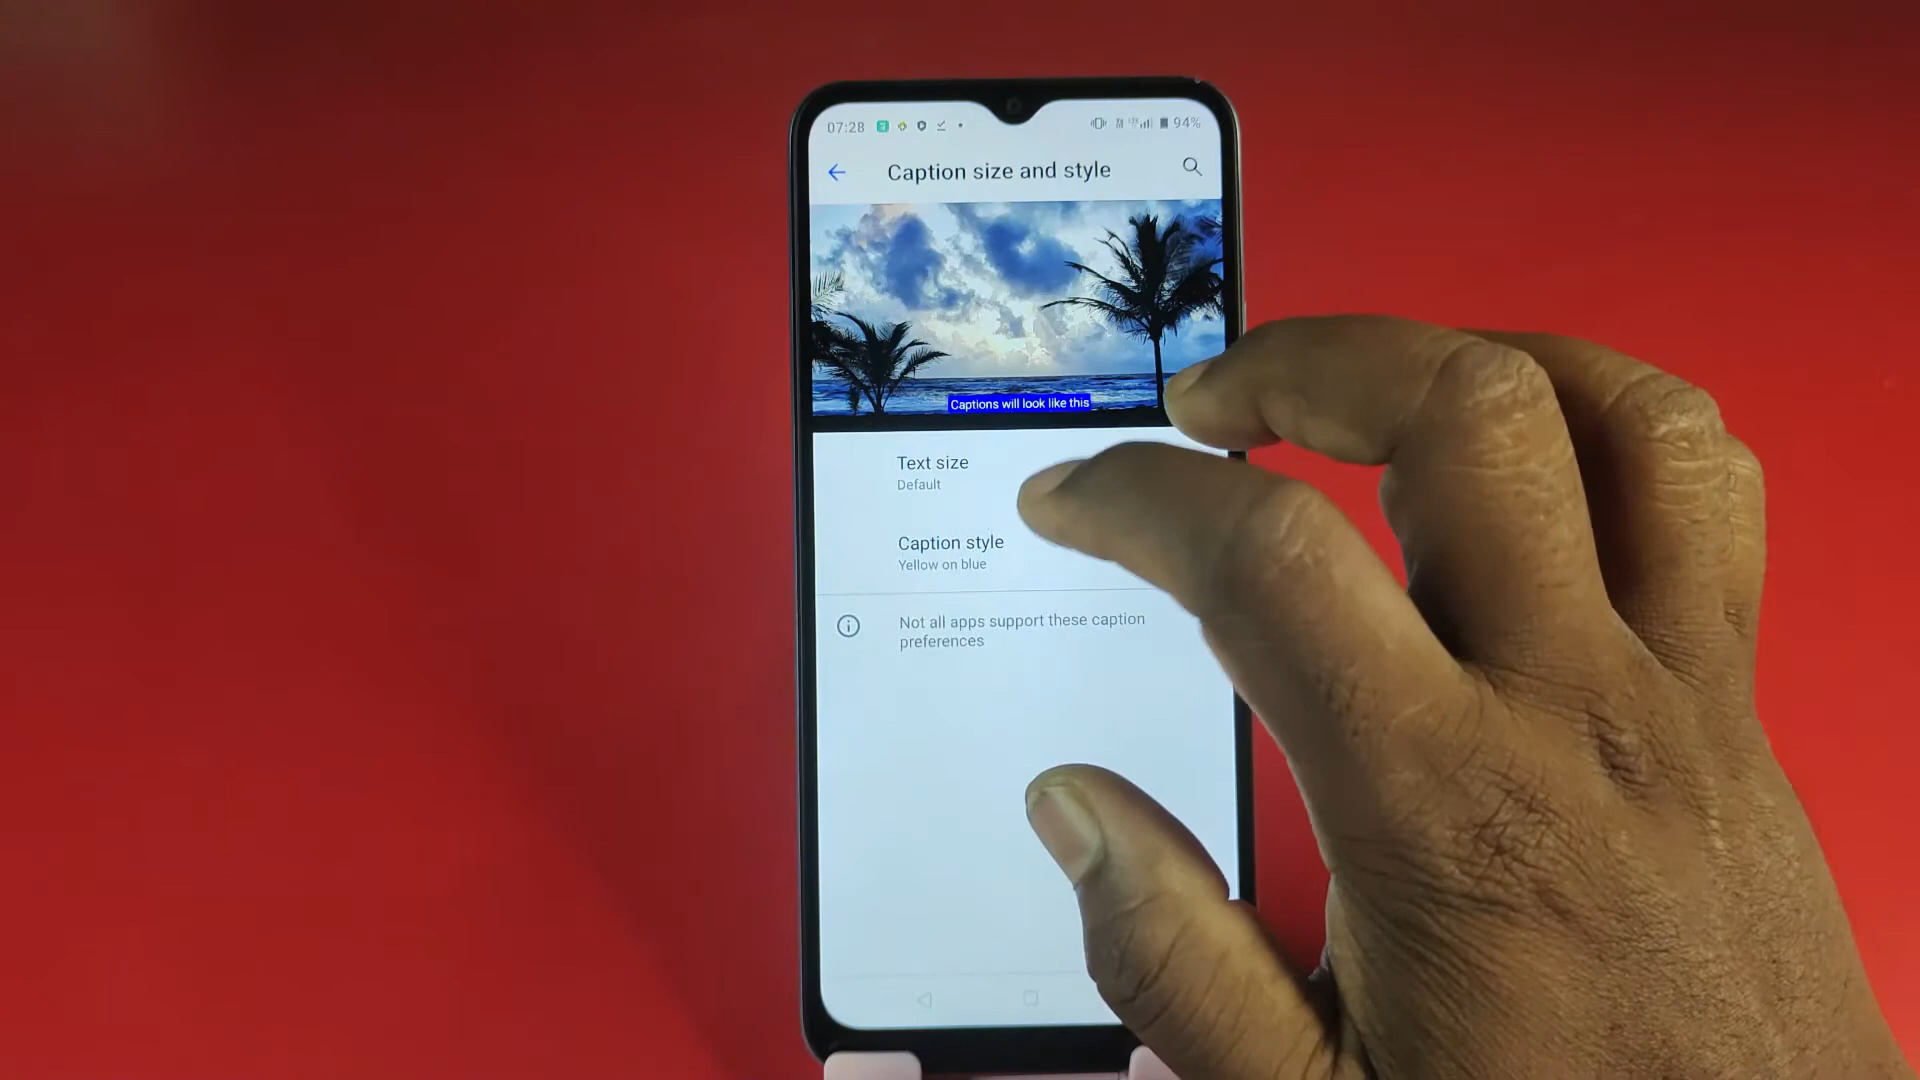 07:28
94%
Caption size and style
Captions will look like this
Text size
Default
Caption style
Yellow on blue
Not all apps support these caption
preferences